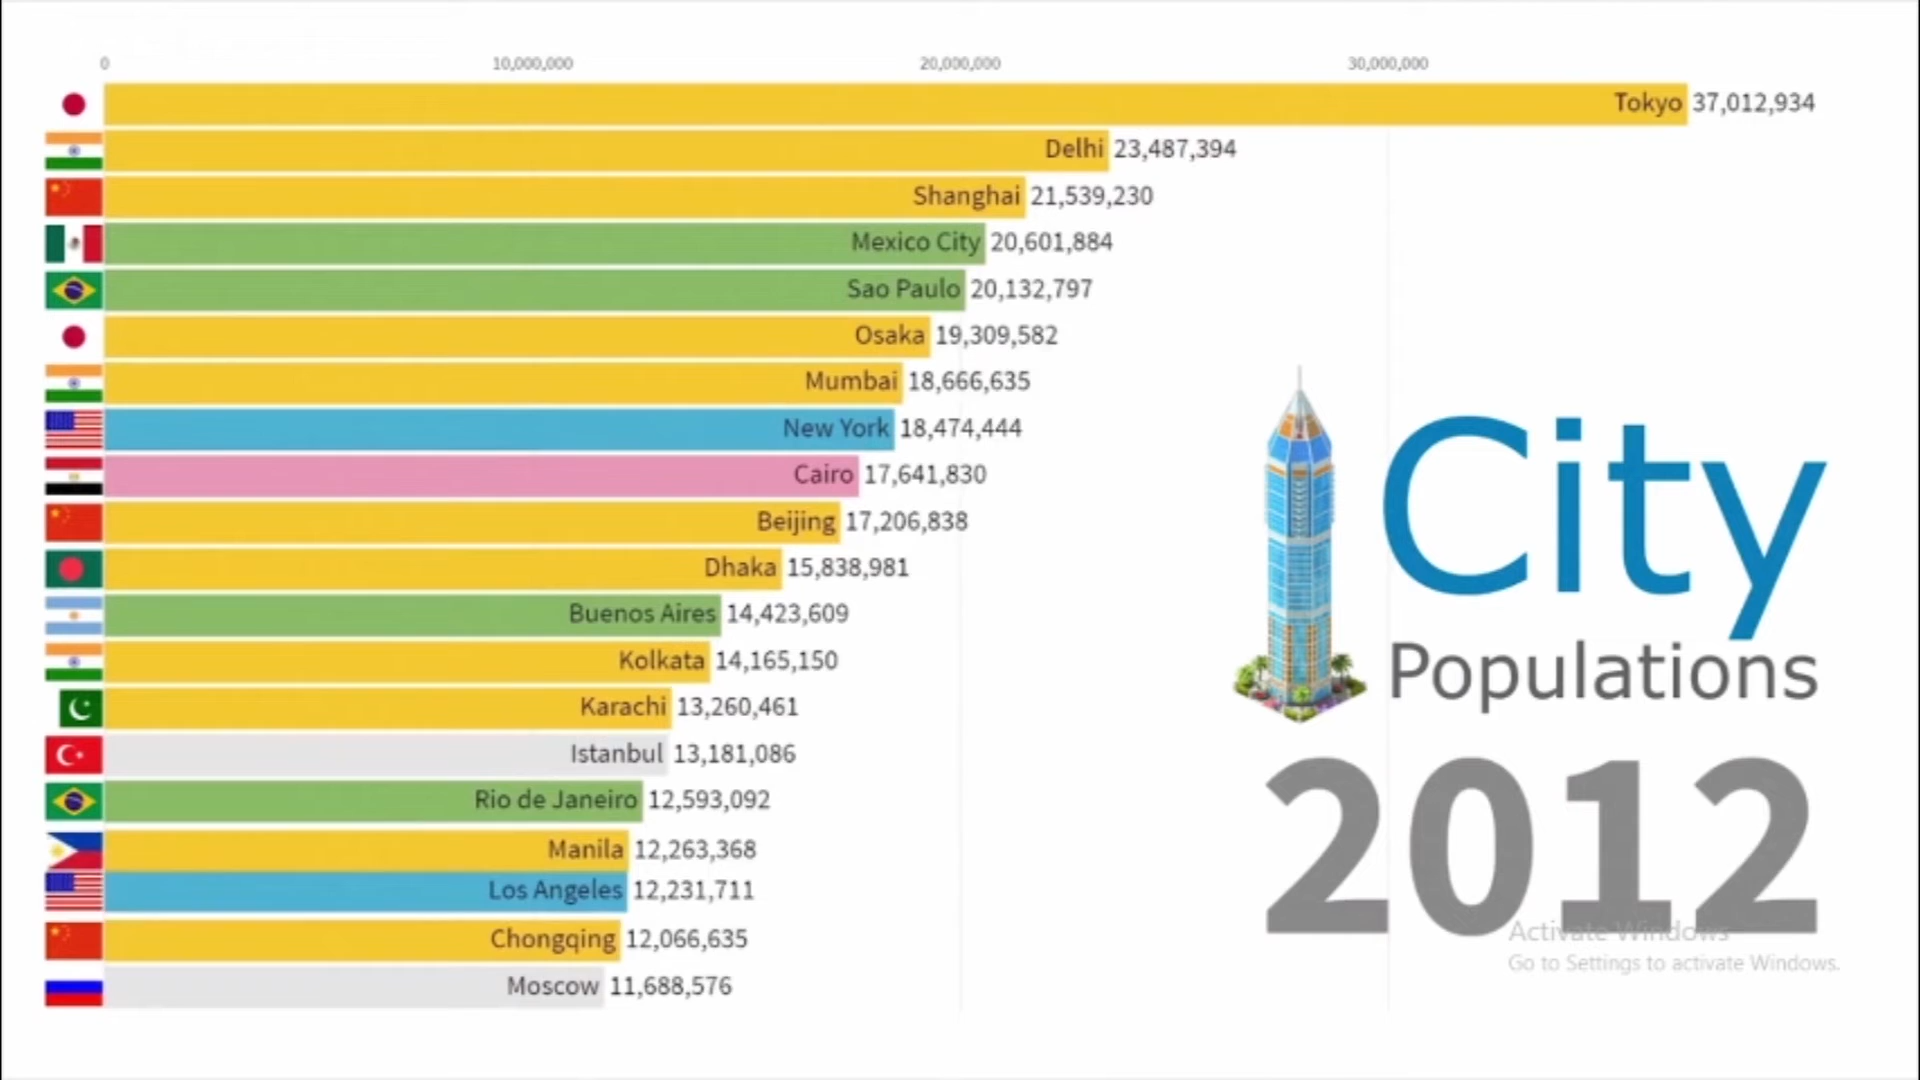 0 10,000,000 20,000,000 30,000,000
Tokyo 37,012,934
Delhi 23,487,394
Shanghai 21,539,230
Mexico City 20,601,884
Sao Paulo 20,132,797
Osaka 19,309,582
Mumbai 18,666,635
New York 18,474,444
Cairo 17,641,830
Beijing 17,206,838
Dhaka 15,838,981
Buenos Aires 14,423,609
Kolkata 14,165,150
Karachi 13,260,461
Istanbul 13,181,086
Rio de Janeiro 12,593,092
Manila 12,263,368
Los Angeles 12,231,711
Chongqing 12,066,635
Moscow 11,688,576
City
Populations
2012
Activate Windows
Go to Settings to activate Windows.